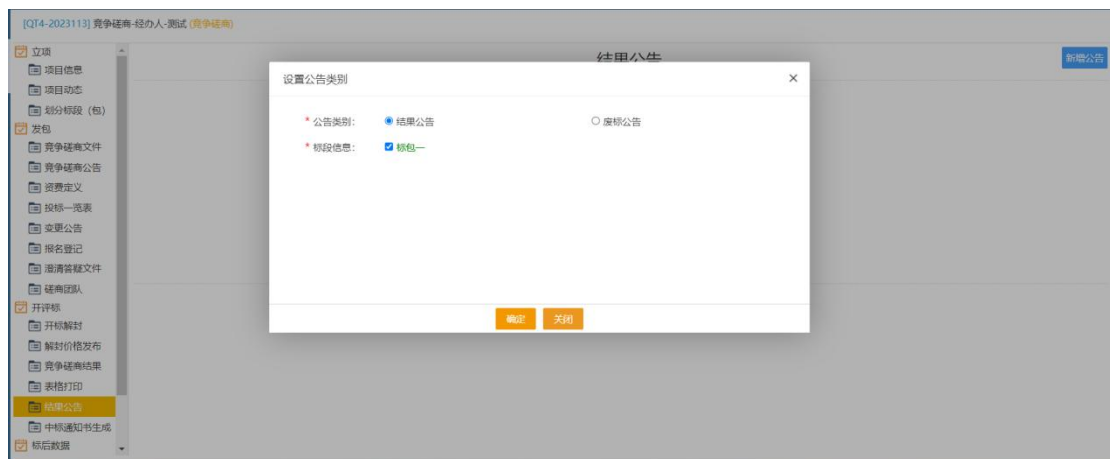 [QT4-2023113] 竞争磋商-经办人-测试 (竞争磋商)
立项
项目信息
项目动态
划分标段（包）
发包
竞争磋商文件
竞争磋商公告
资费定义
投标一览表
变更公告
报名登记
澄清答疑文件
磋商团队
开评标
开标解封
解封价格发布
竞争磋商结果
表格打印
结果公告
中标通知书生成
标后数据
结果公告
新增公告
设置公告类别
×
* 公告类别： 结果公告 废标公告
* 标段信息： 标包一
确定 关闭